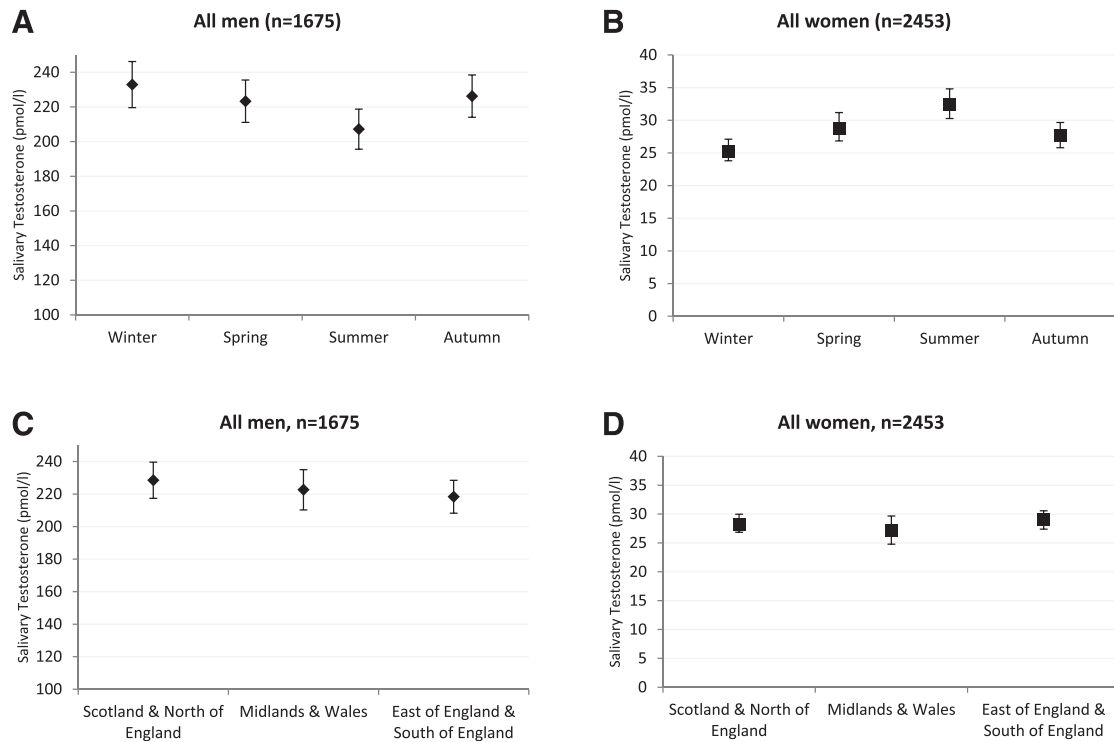 A
All men (n=1675)
Salivary Testosterone (pmol/l)
240
220
200
180
160
140
120
100
Winter Spring Summer Autumn
B
All women (n=2453)
Salivary Testosterone (pmol/l)
40
35
30
25
20
15
10
5
0
Winter Spring Summer Autumn
C
All men, n=1675
Salivary Testosterone (pmol/l)
240
220
200
180
160
140
120
100
Scotland & North of Midlands & Wales East of England &
England South of England
D
All women, n=2453
Salivary Testosterone (pmol/l)
40
35
30
25
20
15
10
5
0
Scotland & North of Midlands & Wales East of England &
England South of England